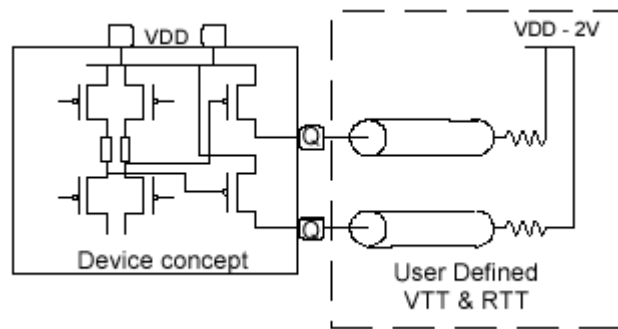 VDD
VDD - 2V
Q
Q
Device concept
User Defined
VTT & RTT